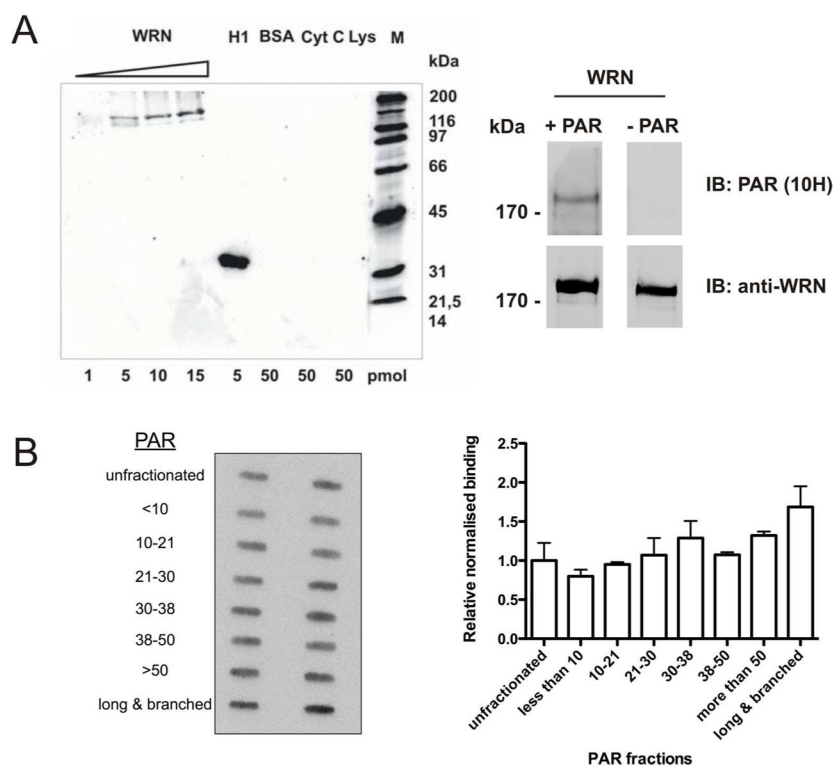 A
WRN H1 BSA Cyt C Lys M
kDa
200
116
97
66
45
31
21,5
14
1 5 10 15 5 50 50 50 pmol
WRN
kDa + PAR - PAR
IB: PAR (10H)
170 -
IB: anti-WRN
170 -
B
PAR
unfractionated
<10
10-21
21-30
30-38
38-50
>50
long & branched
Relative normalised binding
2.5
2.0
1.5
1.0
0.5
0.0
unfractionated
less than 10
10-21
21-30
30-38
38-50
more than 50
long & branched
PAR fractions